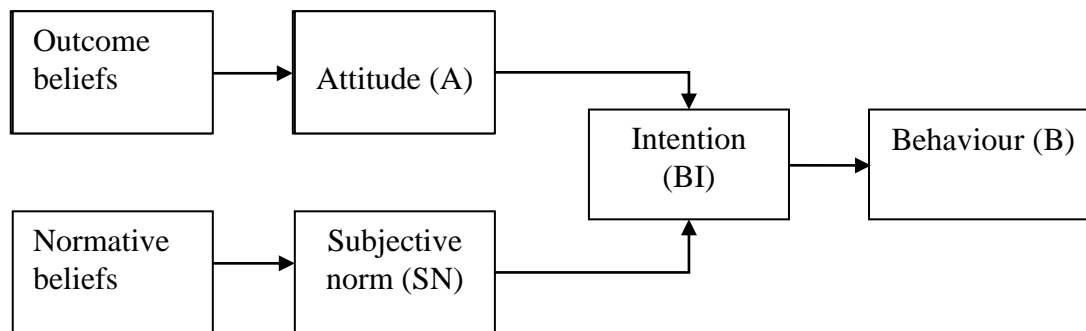 Outcome
beliefs
Attitude (A)
Intention
(BI)
Behaviour (B)
Normative
beliefs
Subjective
norm (SN)